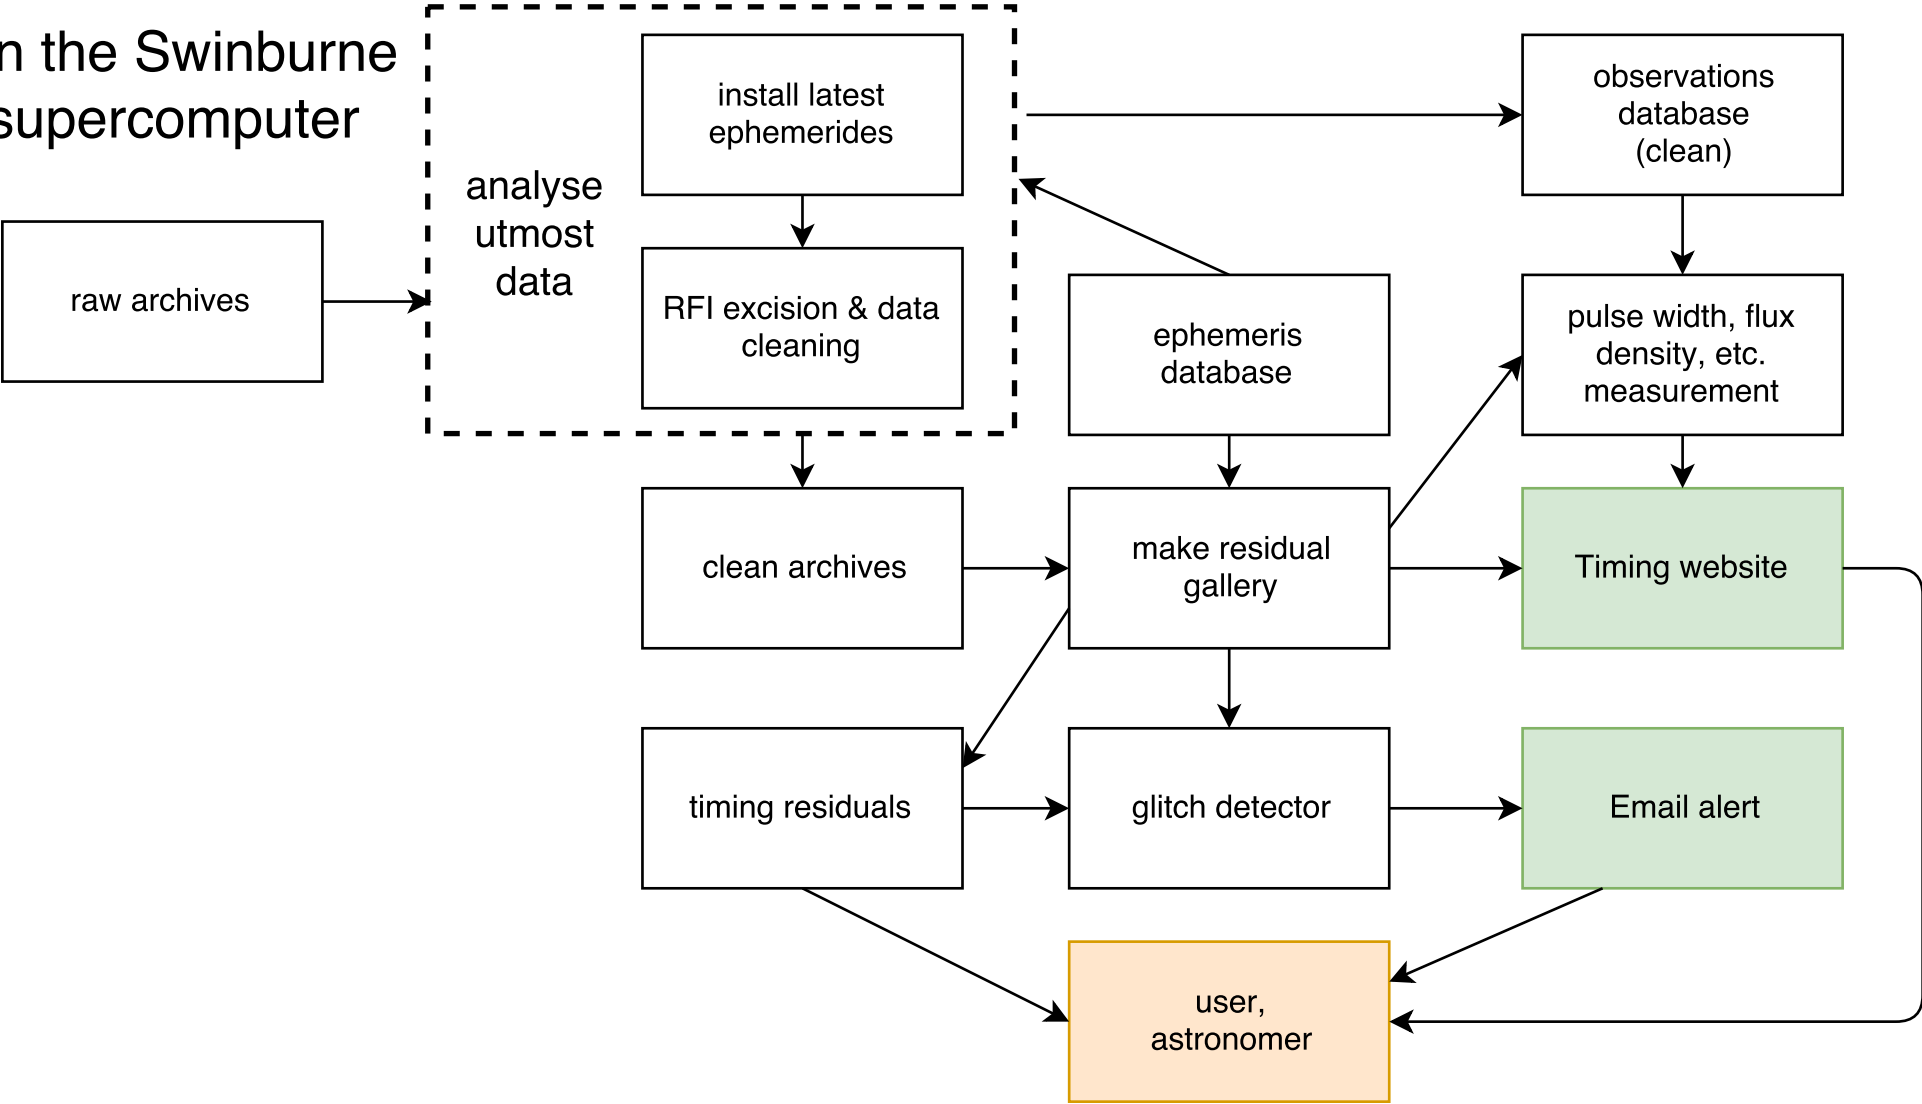 n the Swinburne
supercomputer
install latest
ephemerides
observations
database
(clean)
analyse
utmost
data
raw archives
RFI excision & data
cleaning
ephemeris
database
pulse width, flux
density, etc.
measurement
clean archives
make residual
gallery
Timing website
timing residuals
glitch detector
Email alert
user,
astronomer